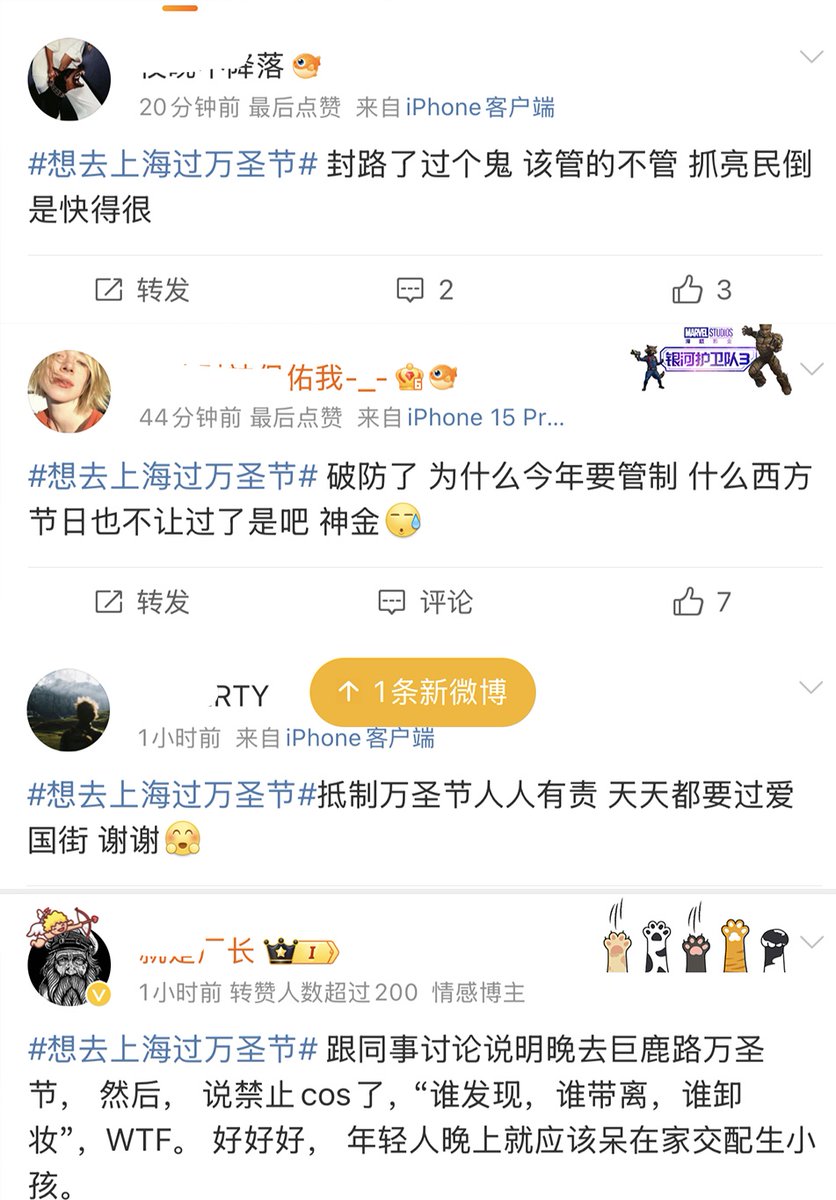 降落
20分钟前 最后点赞 来自 iPhone客户端
#想去上海过万圣节# 封路了过个鬼 该管的不管 抓亮民倒
是快得很
转发 2 3
佑我-_-
6
MARVEL STUDIOS
银河护卫队3
44分钟前 最后点赞 来自 iPhone 15 Pr...
#想去上海过万圣节# 破防了 为什么今年要管制 什么西方
节日也不让过了是吧 神金
转发 评论 7
RTY
↑ 1条新微博
1小时前 来自 iPhone客户端
#想去上海过万圣节#抵制万圣节人人有责 天天都要过爱
国街 谢谢
厂长
I
V
1小时前 转赞人数超过200 情感博主
#想去上海过万圣节# 跟同事讨论说明晚去巨鹿路万圣
节， 然后， 说禁止cos了，“谁发现，谁带离，谁卸
妆”，WTF。 好好好， 年轻人晚上就应该呆在家交配生小
孩。